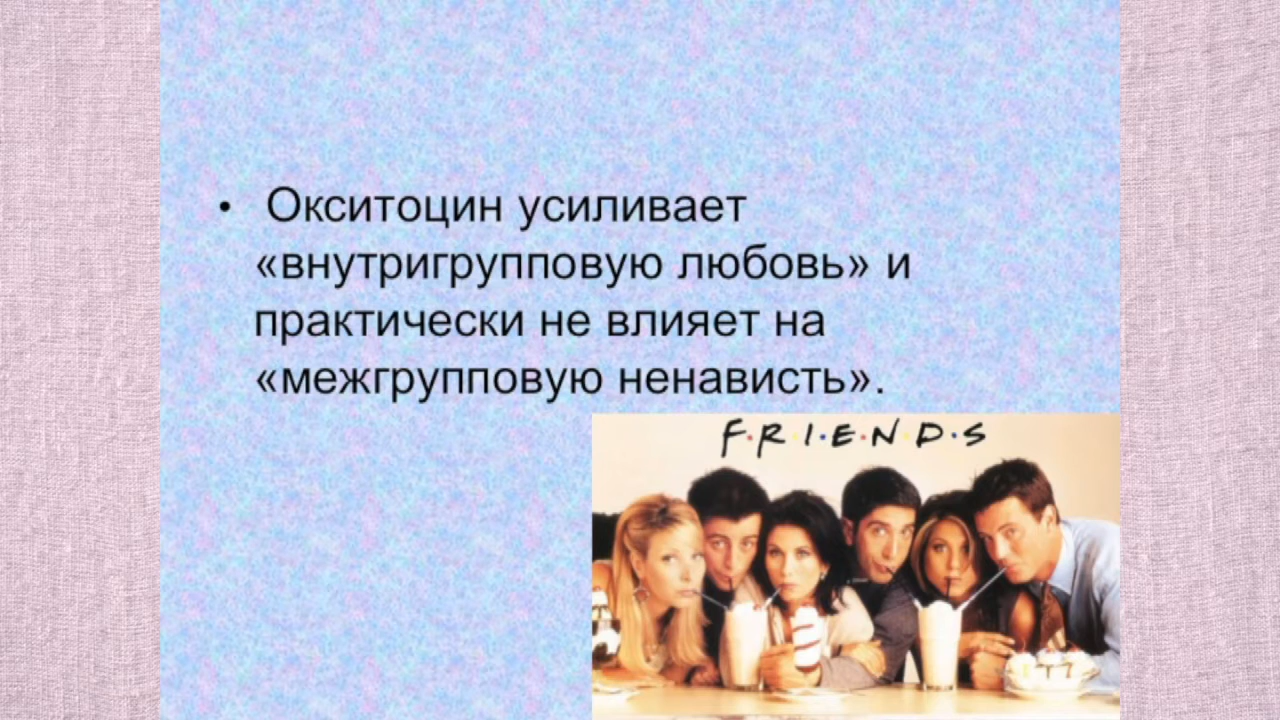 • Окситоцин усиливает
«внутригрупповую любовь» и
практически не влияет на
«межгрупповую ненависть».
F·R·I·E·N·D·S